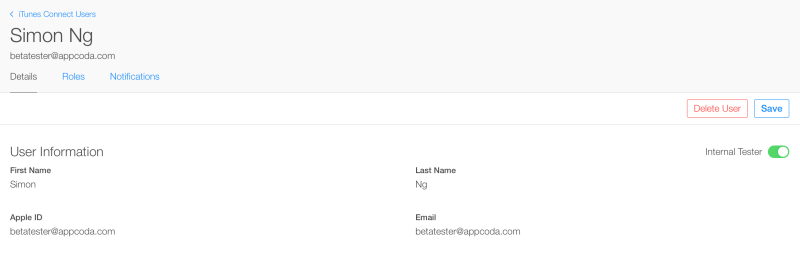 iTunes Connect Users
Simon Ng
betatester@appcoda.com
Details Roles Notifications
Delete User Save
User Information Internal Tester
First Name Last Name
Simon Ng
Apple ID Email
betatester@appcoda.com betatester@appcoda.com